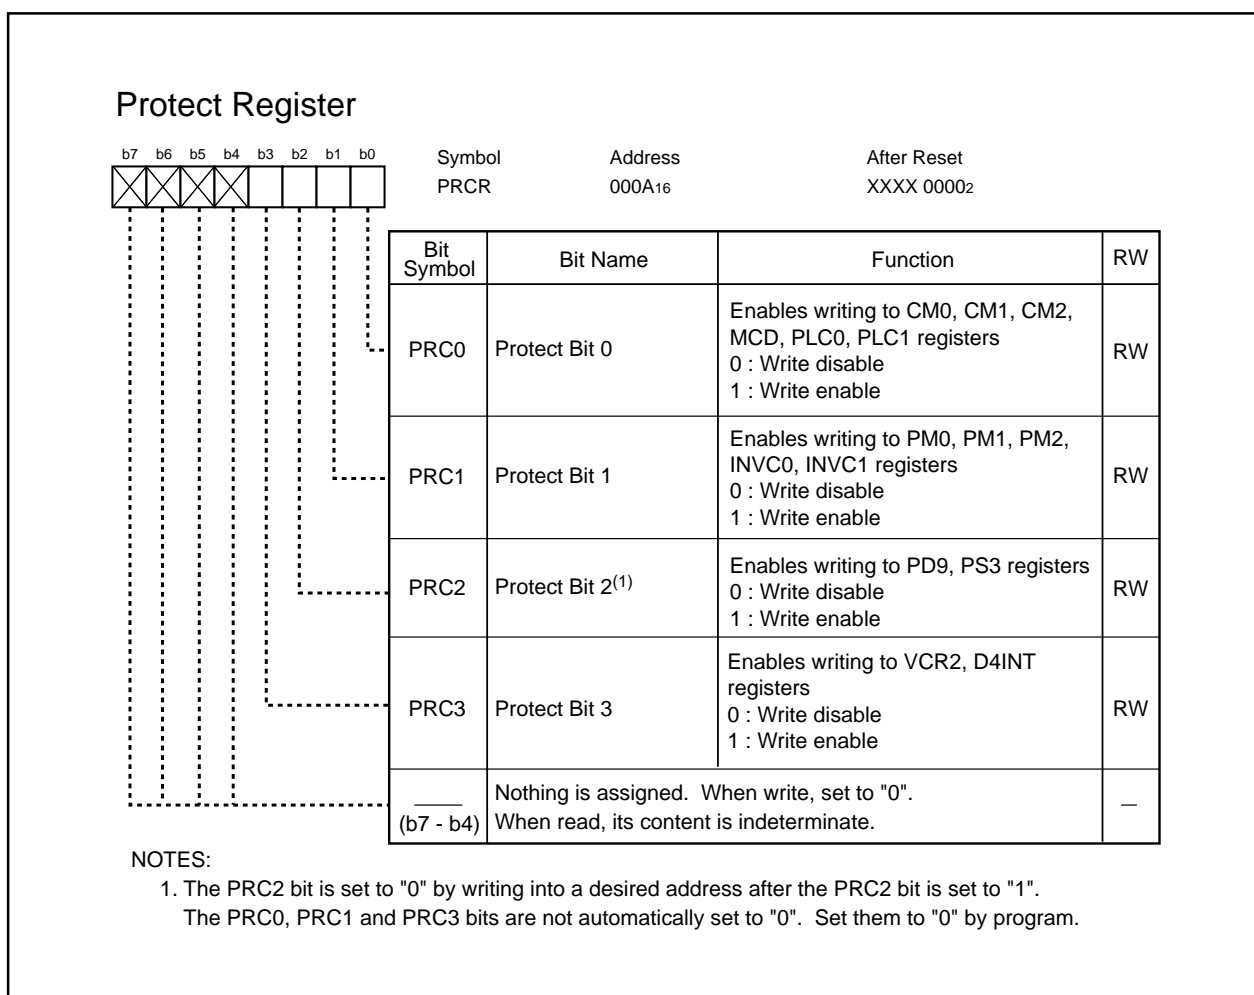 Protect Register
b7 b6 b5 b4 b3 b2 b1 b0
Symbol Address After Reset
PRCR 000A16 XXXX 00002
Bit Symbol Bit Name Function RW
PRC0 Protect Bit 0 RW
Enables writing to CM0, CM1, CM2,
MCD, PLC0, PLC1 registers
0 : Write disable
1 : Write enable
PRC1 Protect Bit 1 RW
Enables writing to PM0, PM1, PM2,
INVC0, INVC1 registers
0 : Write disable
1 : Write enable
PRC2 Protect Bit 2(1) RW
Enables writing to PD9, PS3 registers
0 : Write disable
1 : Write enable
PRC3 Protect Bit 3 RW
Enables writing to VCR2, D4INT
registers
0 : Write disable
1 : Write enable
(b7 - b4)
Nothing is assigned. When write, set to "0".
When read, its content is indeterminate.
—
NOTES:
1. The PRC2 bit is set to "0" by writing into a desired address after the PRC2 bit is set to "1".
The PRC0, PRC1 and PRC3 bits are not automatically set to "0". Set them to "0" by program.